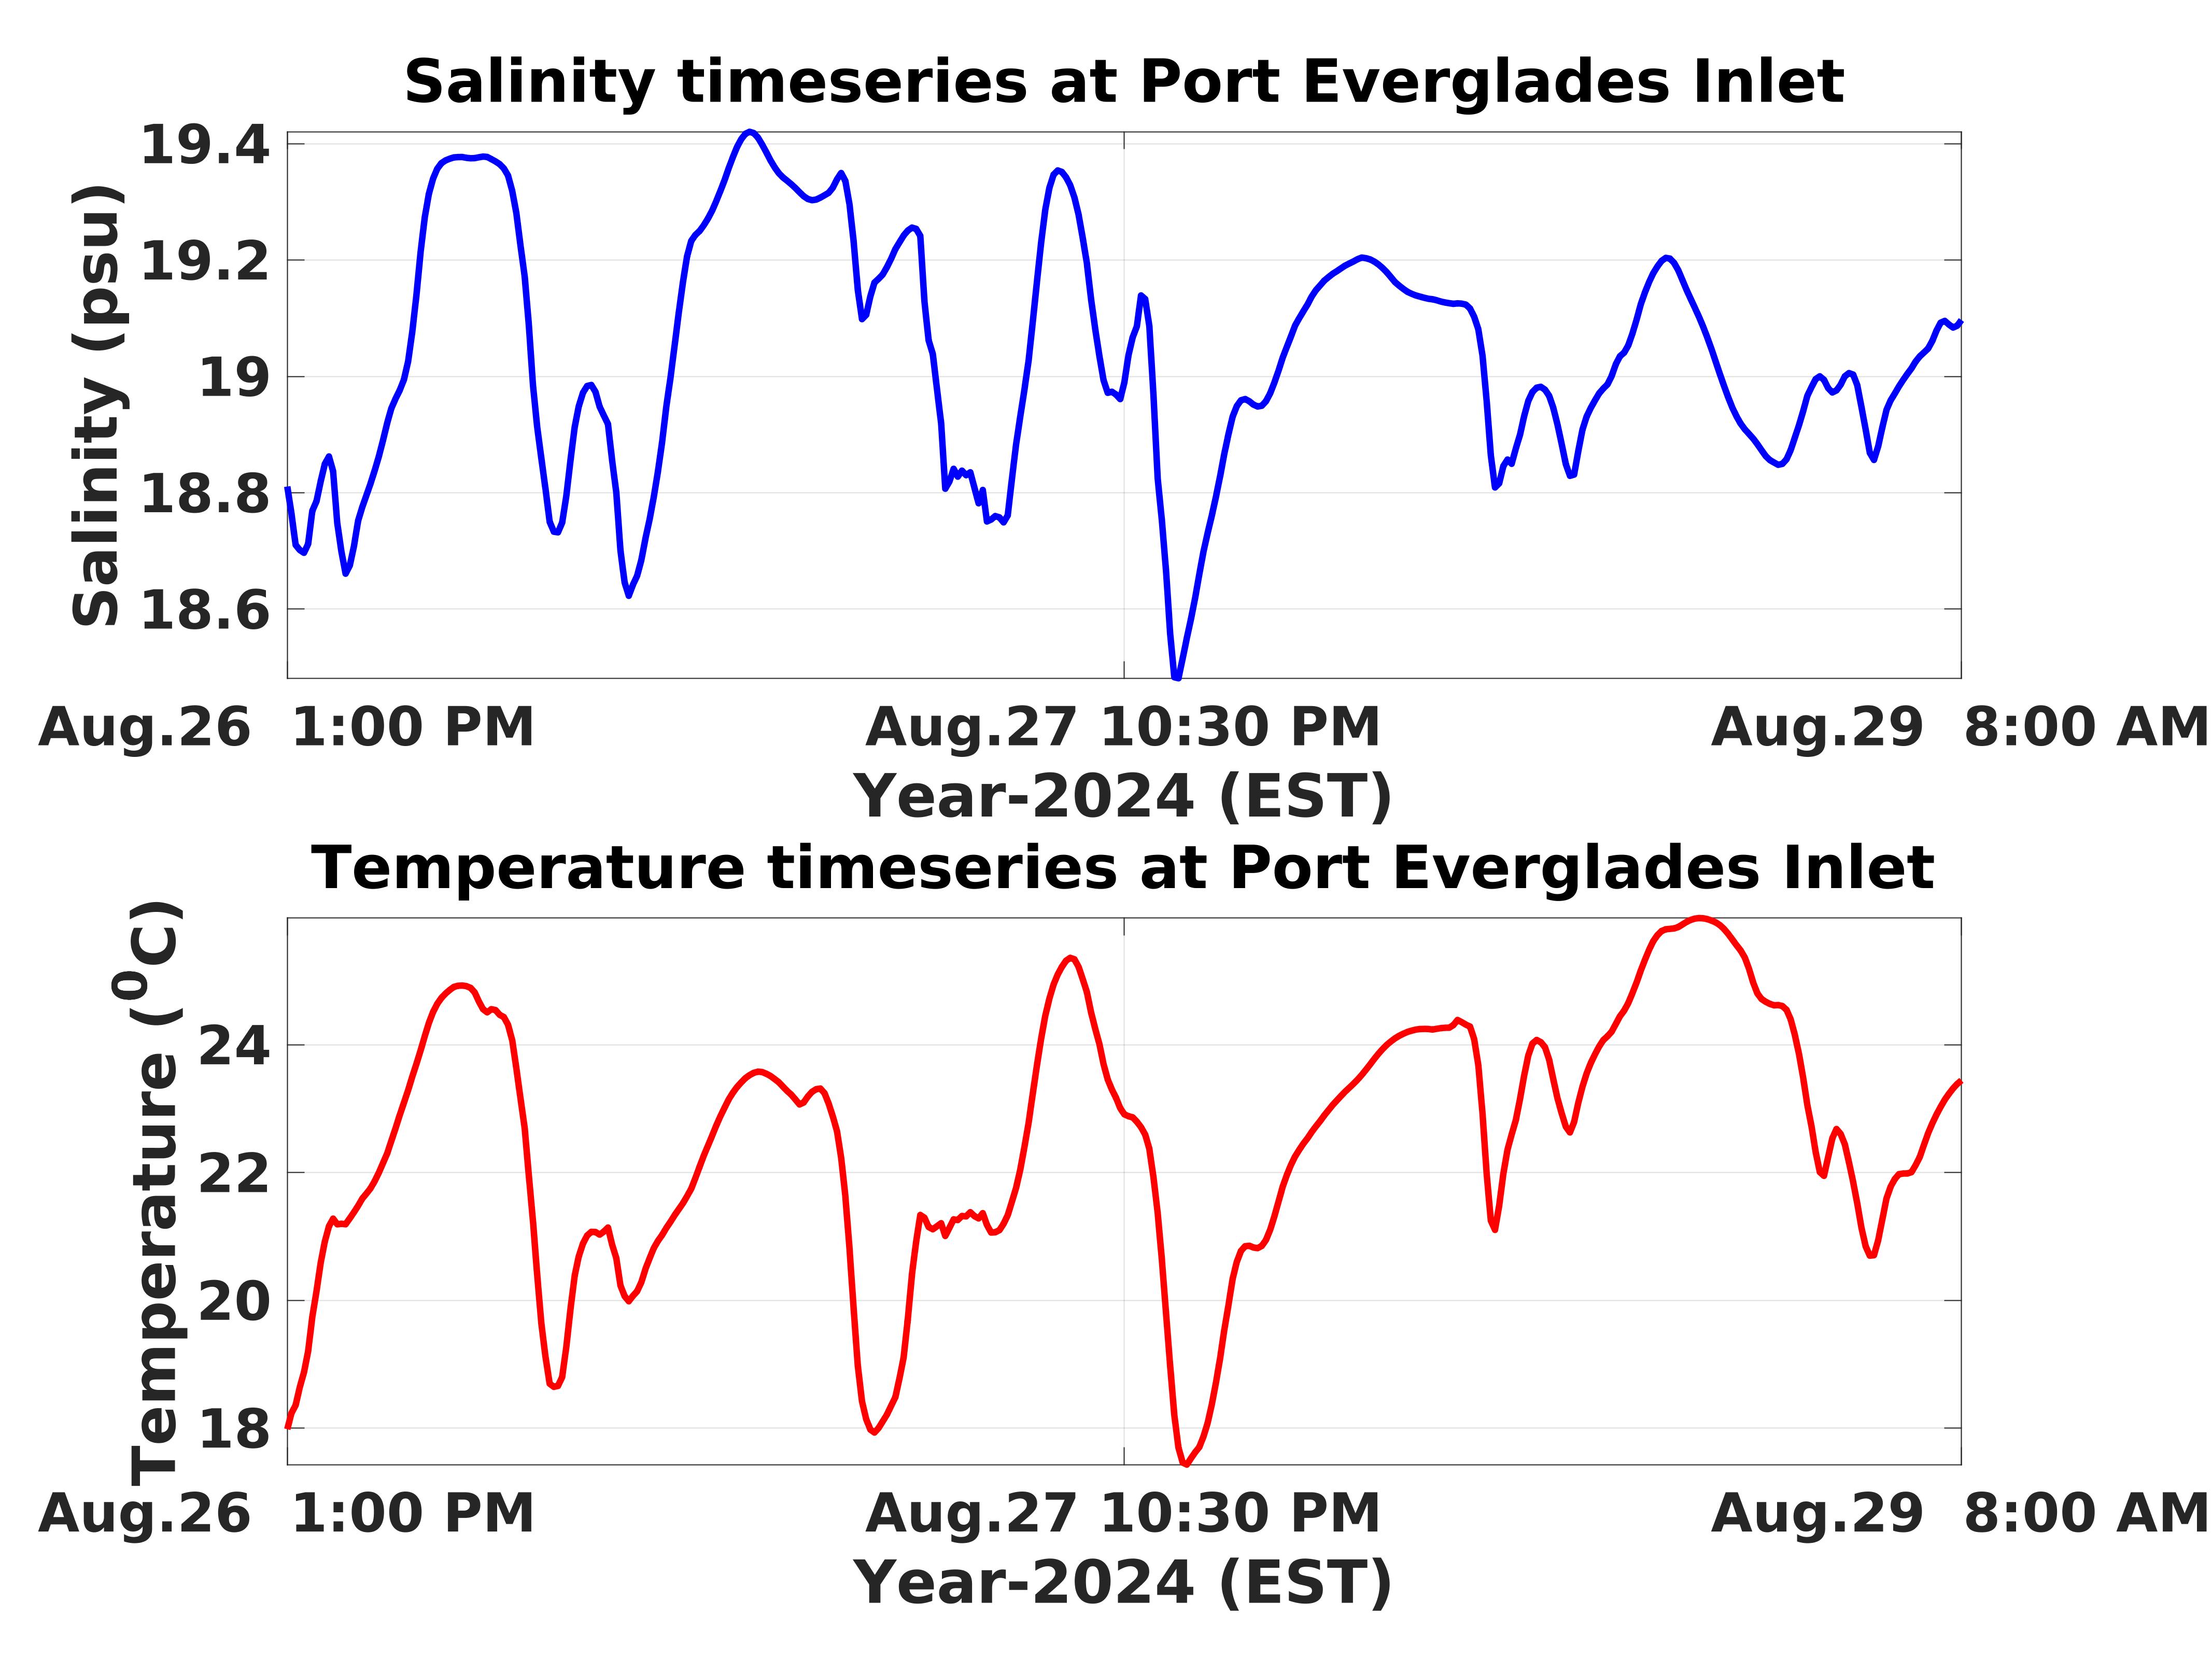 Salinity timeseries at Port Everglades Inlet
Salinity (psu)
19.4
19.2
19
18.8
18.6
Aug.26  1:00 PM
Aug.27 10:30 PM
Aug.29  8:00 AM
Year-2024 (EST)
Temperature timeseries at Port Everglades Inlet
Temperature (⁰C)
24
22
20
18
Aug.26  1:00 PM
Aug.27 10:30 PM
Aug.29  8:00 AM
Year-2024 (EST)